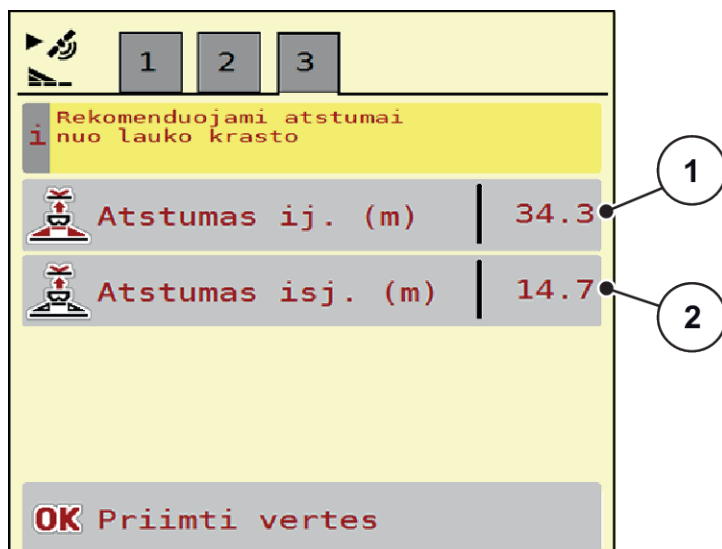 1 2 3
i Rekomenduojami atstumai
nuo lauko krasto
Atstumas ij. (m) 34.3
1
Atstumas isj. (m) 14.7
2
OK Priimti vertes